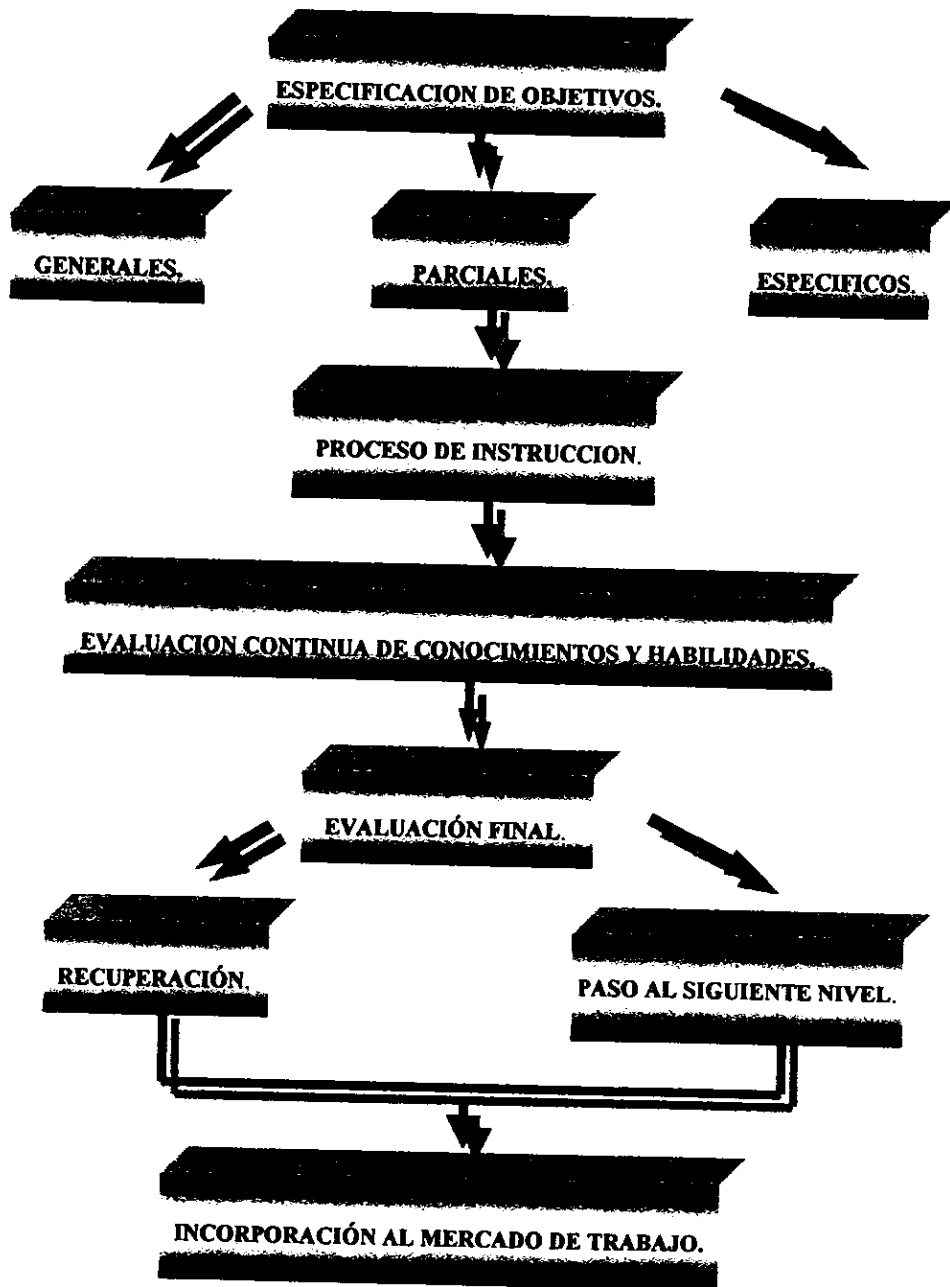 ESPECIFICACION DE OBJETIVOS.
GENERALES.
PARCIALES.
ESPECIFICOS.
PROCESO DE INSTRUCCION.
EVALUACION CONTINUA DE CONOCIMIENTOS Y HABILIDADES.
EVALUACIÓN FINAL.
RECUPERACIÓN.
PASO AL SIGUIENTE NIVEL.
INCORPORACIÓN AL MERCADO DE TRABAJO.